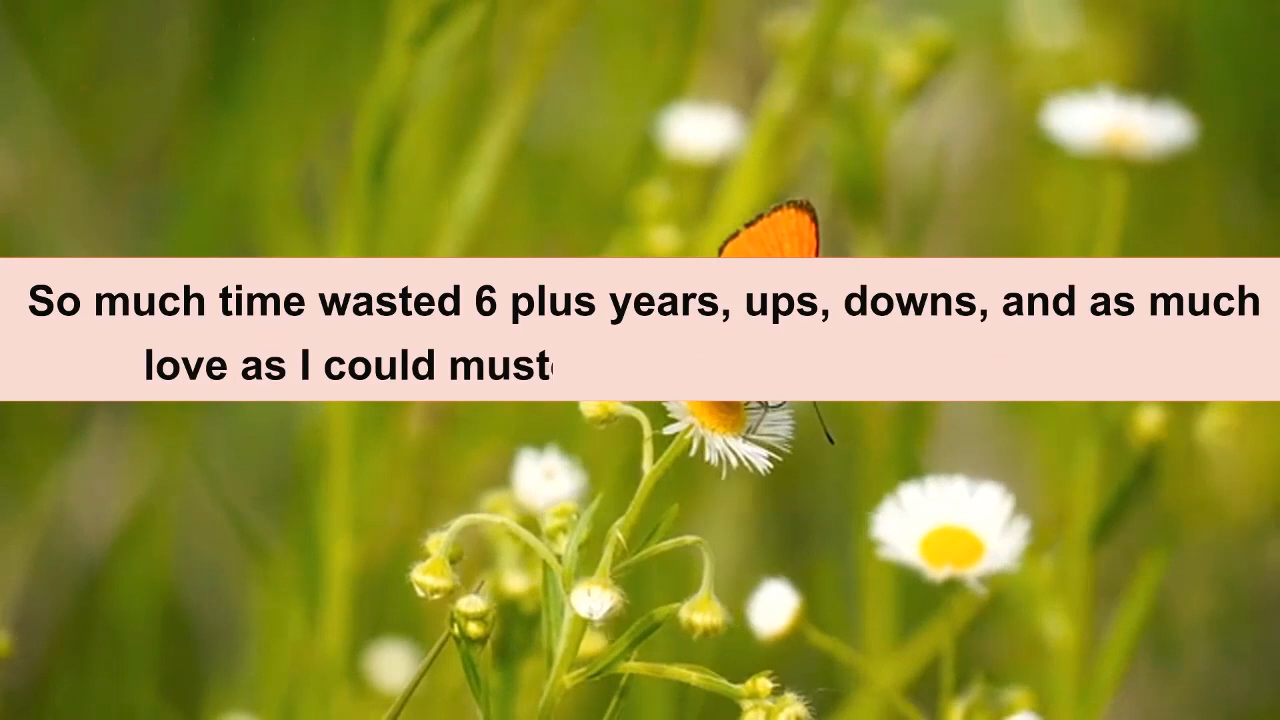 So much time wasted 6 plus years, ups, downs, and as much
love as I could must